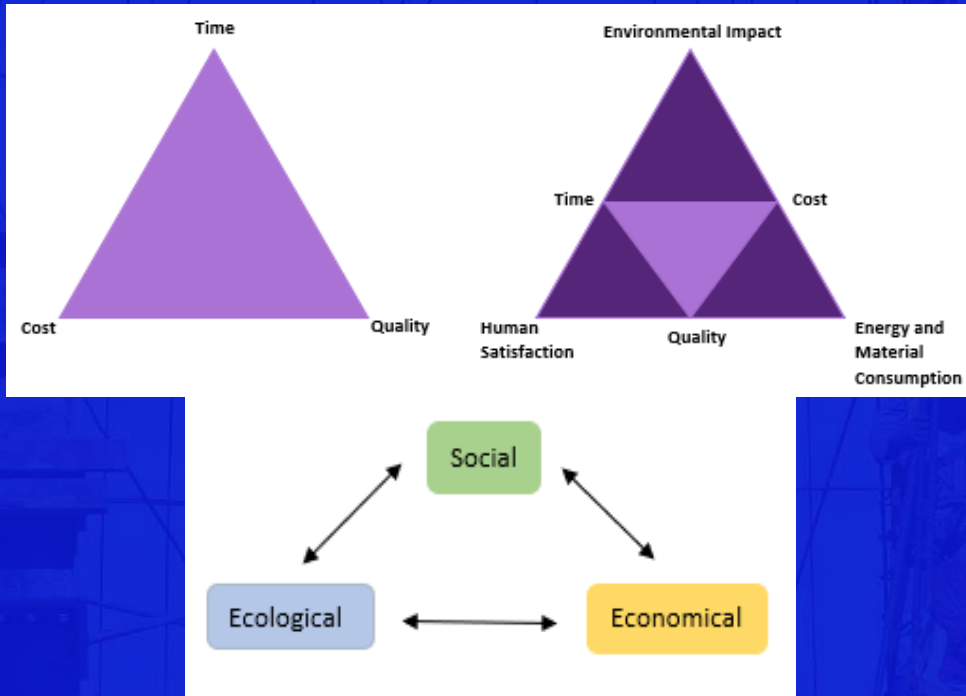 Time
Cost
Quality
Environmental Impact
Time
Cost
Human
Satisfaction
Quality
Energy and
Material
Consumption
Social
Ecological
Economical